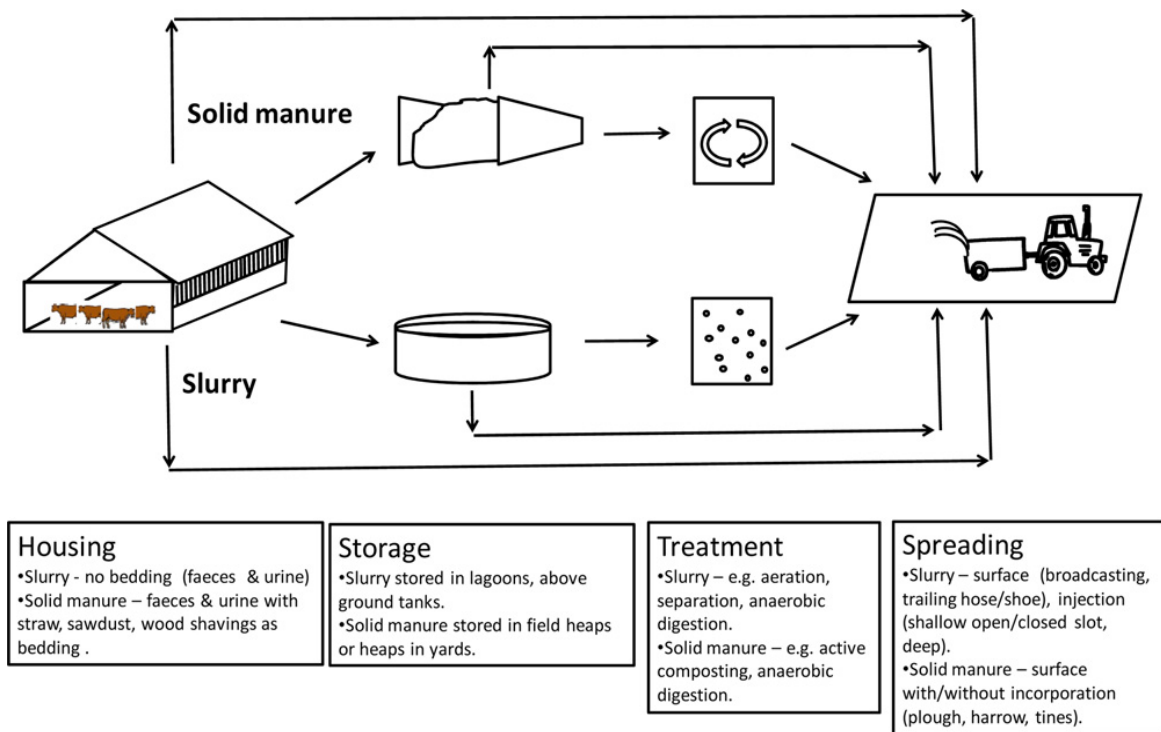 Solid manure
Slurry
Housing
•Slurry - no bedding (faeces & urine)
•Solid manure – faeces & urine with
straw, sawdust, wood shavings as
bedding .
Storage
•Slurry stored in lagoons, above
ground tanks.
•Solid manure stored in field heaps
or heaps in yards.
Treatment
•Slurry – e.g. aeration,
separation, anaerobic
digestion.
•Solid manure – e.g. active
composting, anaerobic
digestion.
Spreading
•Slurry – surface (broadcasting,
trailing hose/shoe), injection
(shallow open/closed slot,
deep).
•Solid manure – surface
with/without incorporation
(plough, harrow, tines).